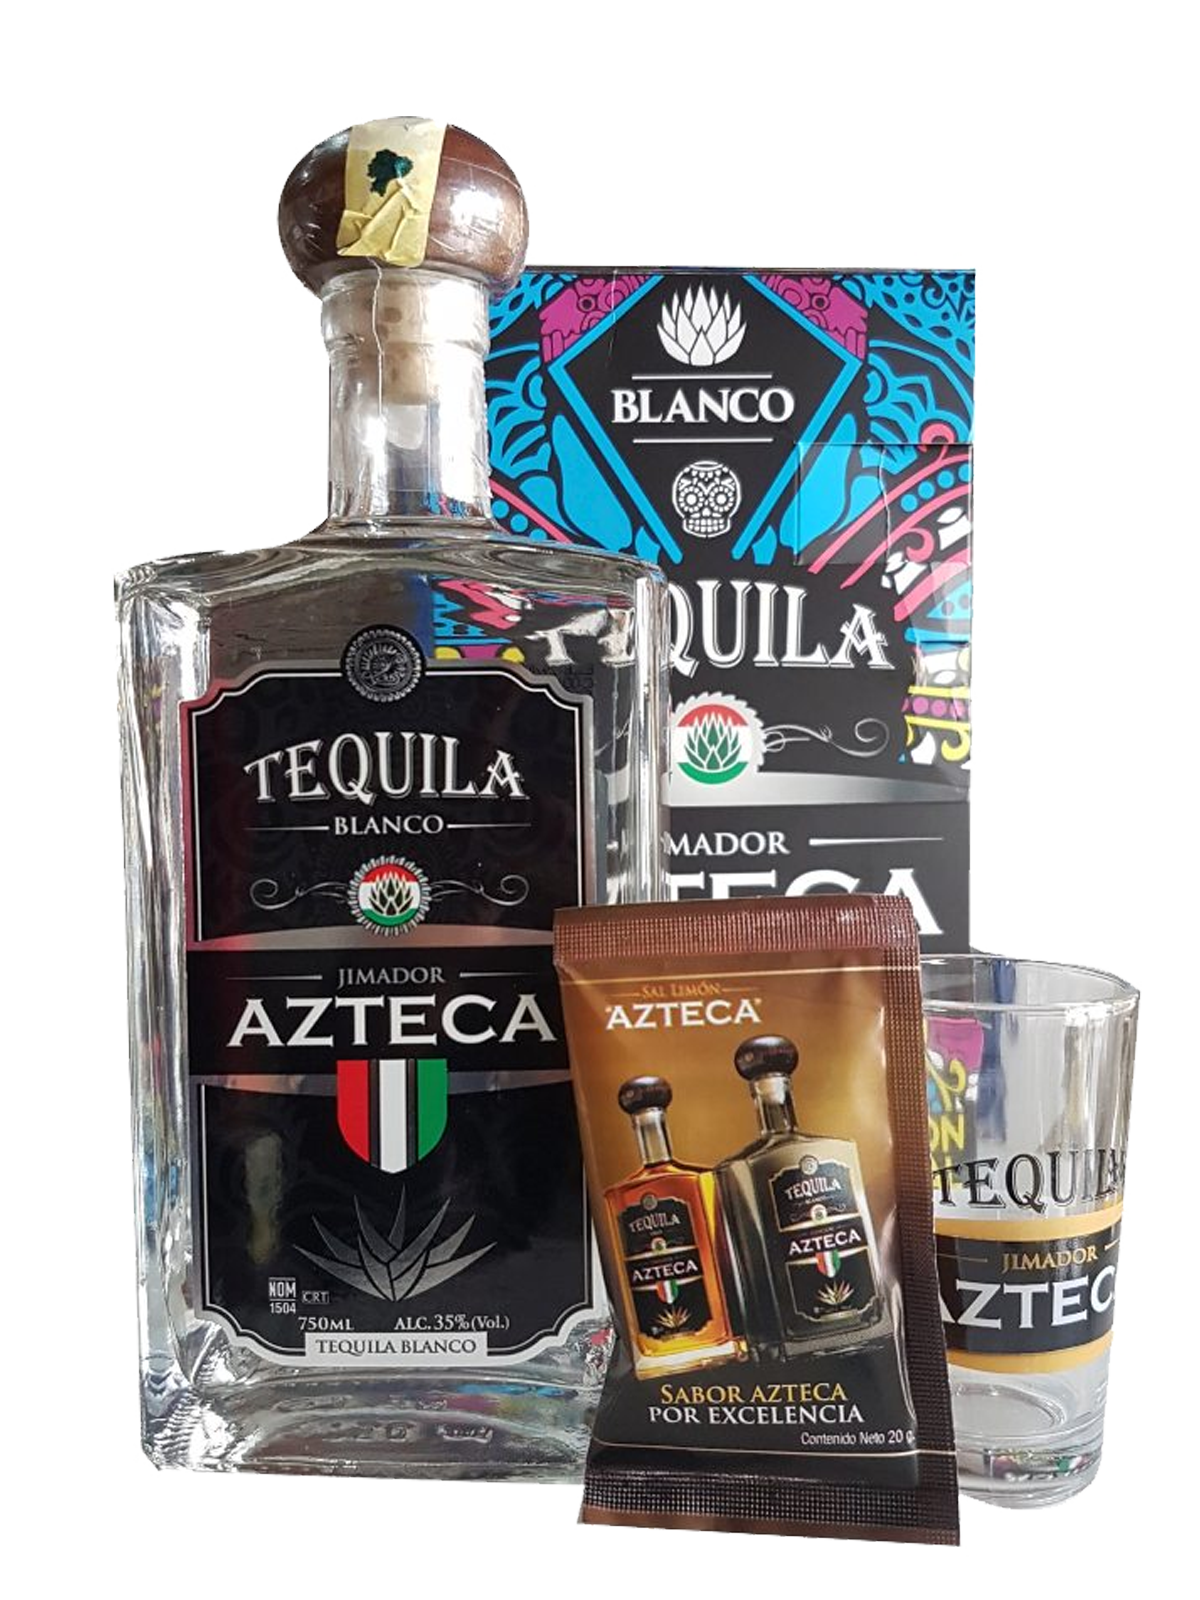 BLANCO
TEQUILA
JIMADOR
AZTECA
TEQUILA
BLANCO
JIMADOR
AZTECA
NOM
1504
CRT
750ML ALC. 35% (Vol.)
TEQUILA BLANCO
SAL LIMÓN
"AZTECA"
TEQUILA
AZTECA
TEQUILA
BLANCO
AZTECA
SABOR AZTECA
POR EXCELENCIA
Contenido Neto 20 g.
TEQUILA
JIMADOR
AZTEC